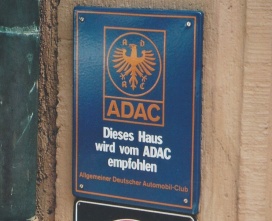 A D
A C
ADAC
Dieses Haus
wird vom ADAC
empfohlen
Allgemeiner Deutscher Automobil-Club